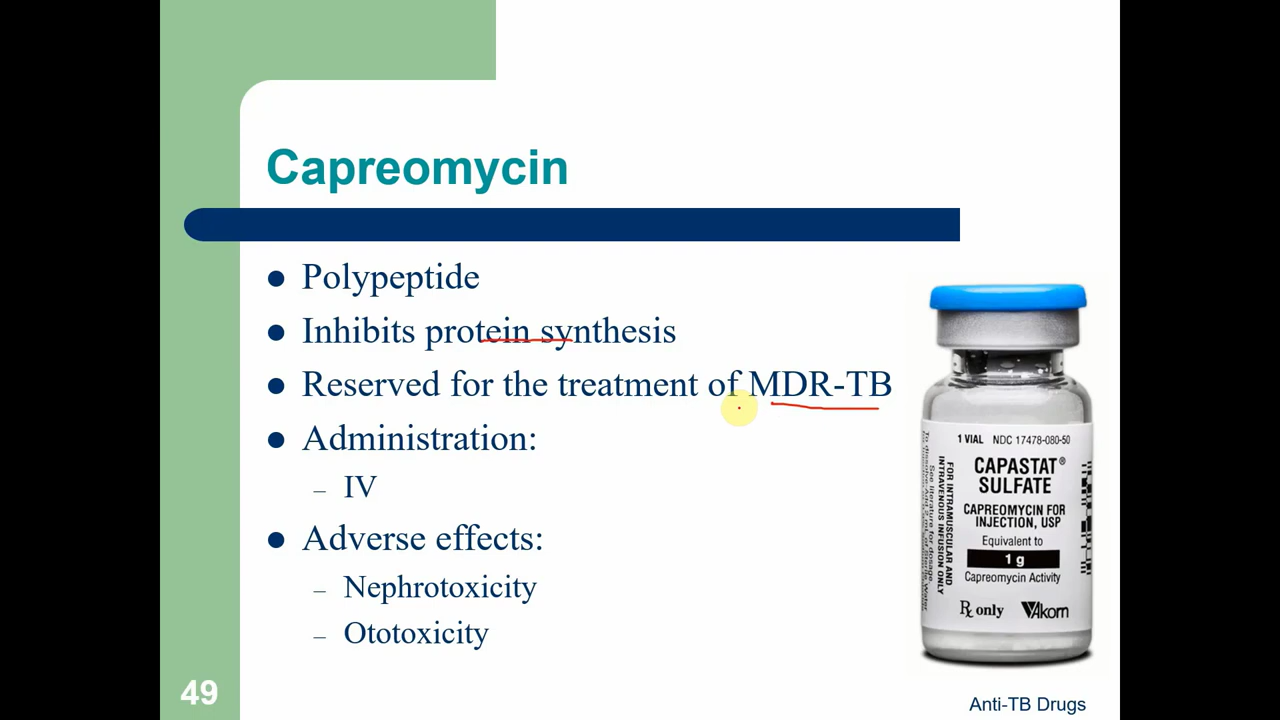 Capreomycin
● Polypeptide
● Inhibits protein synthesis
● Reserved for the treatment of MDR-TB
● Administration:
– IV
● Adverse effects:
– Nephrotoxicity
– Ototoxicity
1 VIAL NDC 17478-080-50
CAPASTAT®
SULFATE
CAPREOMYCIN FOR
INJECTION, USP
Equivalent to
1 g
Capreomycin Activity
Rx only Akorn
FOR INTRAMUSCULAR AND
INTRAVENOUS INFUSION ONLY
49
Anti-TB Drugs